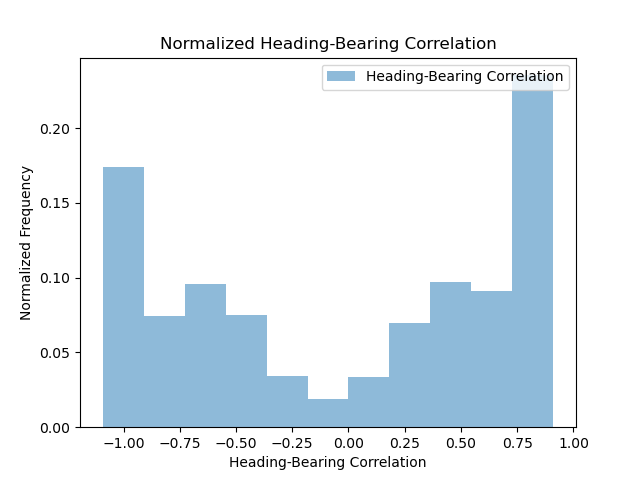 Normalized Heading-Bearing Correlation
Heading-Bearing Correlation
Normalized Frequency
0.20
0.15
0.10
0.05
0.00
−1.00 −0.75 −0.50 −0.25 0.00 0.25 0.50 0.75 1.00
Heading-Bearing Correlation